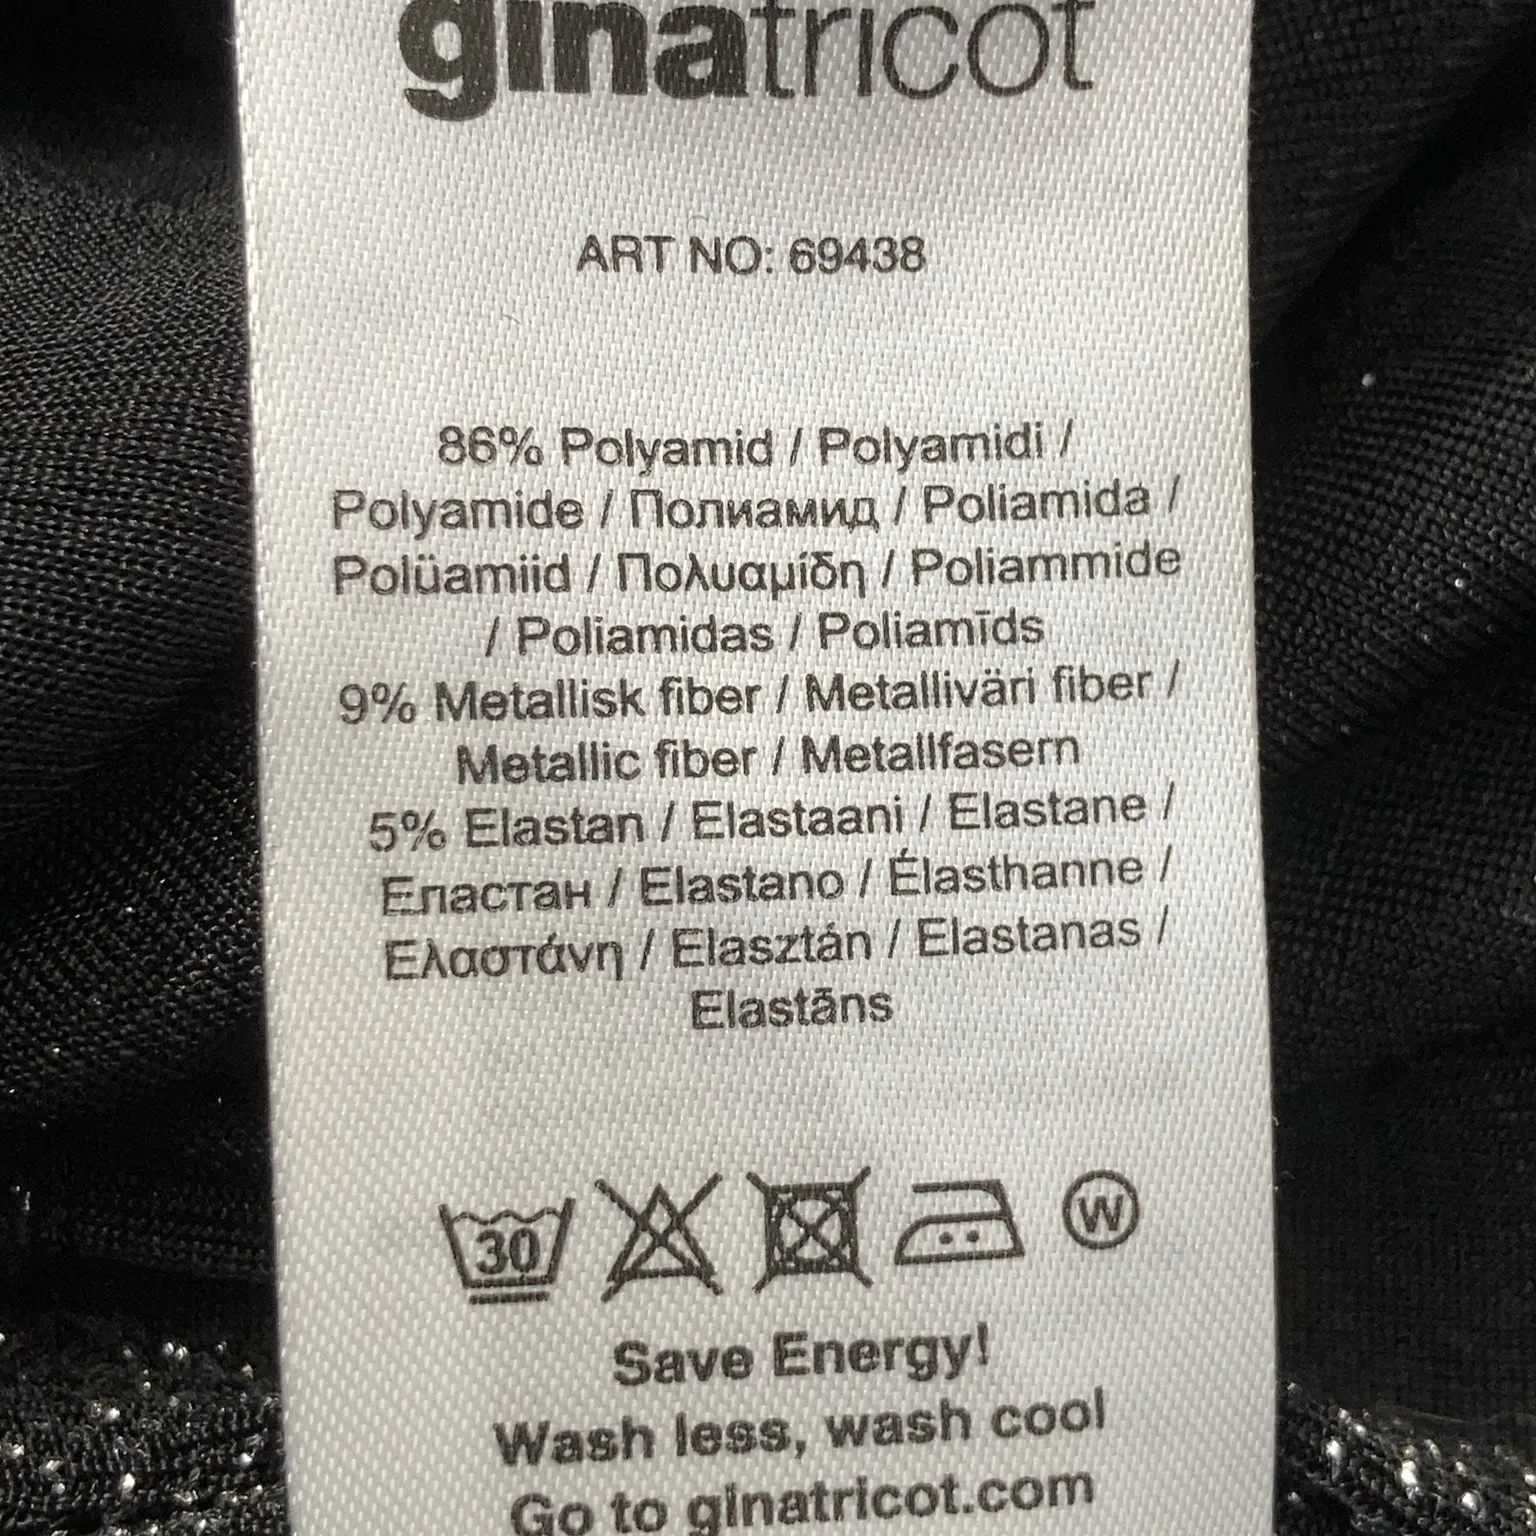 ginatricot
ART NO: 69438
86% Polyamid / Polyamidi /
Polyamide / Полиамид / Poliamida /
Polüamiid / Πολυαμίδη / Poliammide
/ Poliamidas / Poliamīds
9% Metallisk fiber / Metalliväri fiber /
Metallic fiber / Metallfasern
5% Elastan / Elastaani / Elastane /
Еластан / Elastano / Élasthanne /
Ελαστάνη / Elasztán / Elastanas /
Elastāns
30
W
Save Energy!
Wash less, wash cool
Go to ginatricot.com